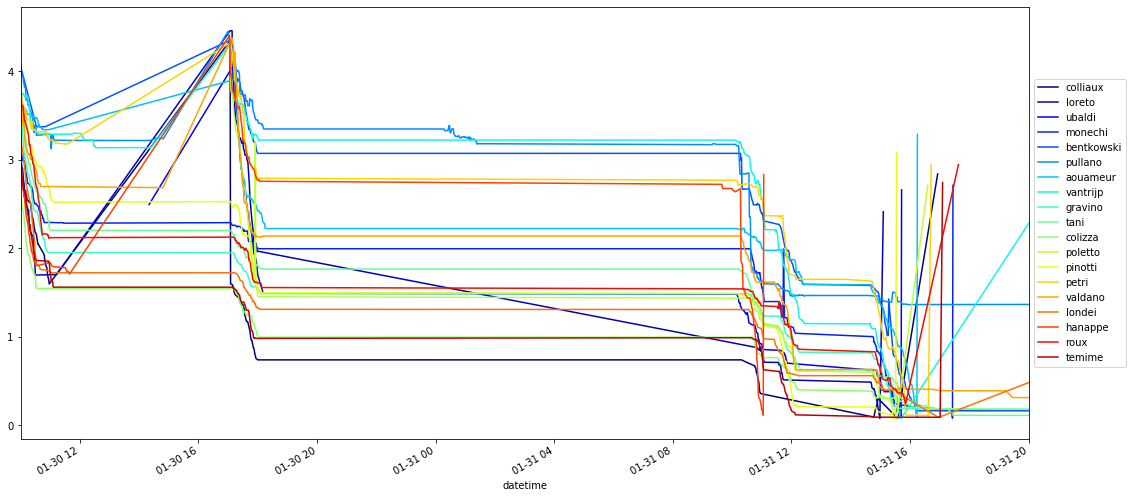 4
3
2
1
0
01-30 12
01-30 16
01-30 20
01-31 00
01-31 04
01-31 08
01-31 12
01-31 16
01-31 20
datetime
colliaux
loreto
ubaldi
monechi
bentkowski
pullano
aouameur
vantrijp
gravino
tani
colizza
poletto
pinotti
petri
valdano
londei
hanappe
roux
temime